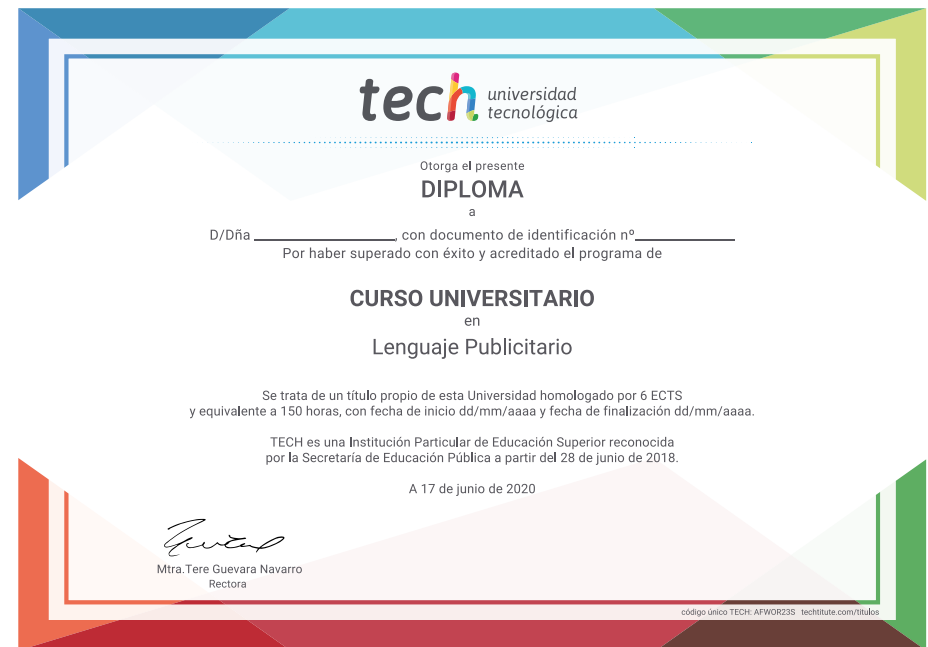 tech universidad
tecnológica
Otorga el presente
DIPLOMA
a
D/Dña ____________________, con documento de identificación nº______________
Por haber superado con éxito y acreditado el programa de
CURSO UNIVERSITARIO
en
Lenguaje Publicitario
Se trata de un título propio de esta Universidad homologado por 6 ECTS
y equivalente a 150 horas, con fecha de inicio dd/mm/aaaa y fecha de finalización dd/mm/aaaa.
TECH es una Institución Particular de Educación Superior reconocida
por la Secretaría de Educación Pública a partir del 28 de junio de 2018.
A 17 de junio de 2020
Mtra.Tere Guevara Navarro
Rectora
código único TECH: AFWOR23S techtitute.com/titulos